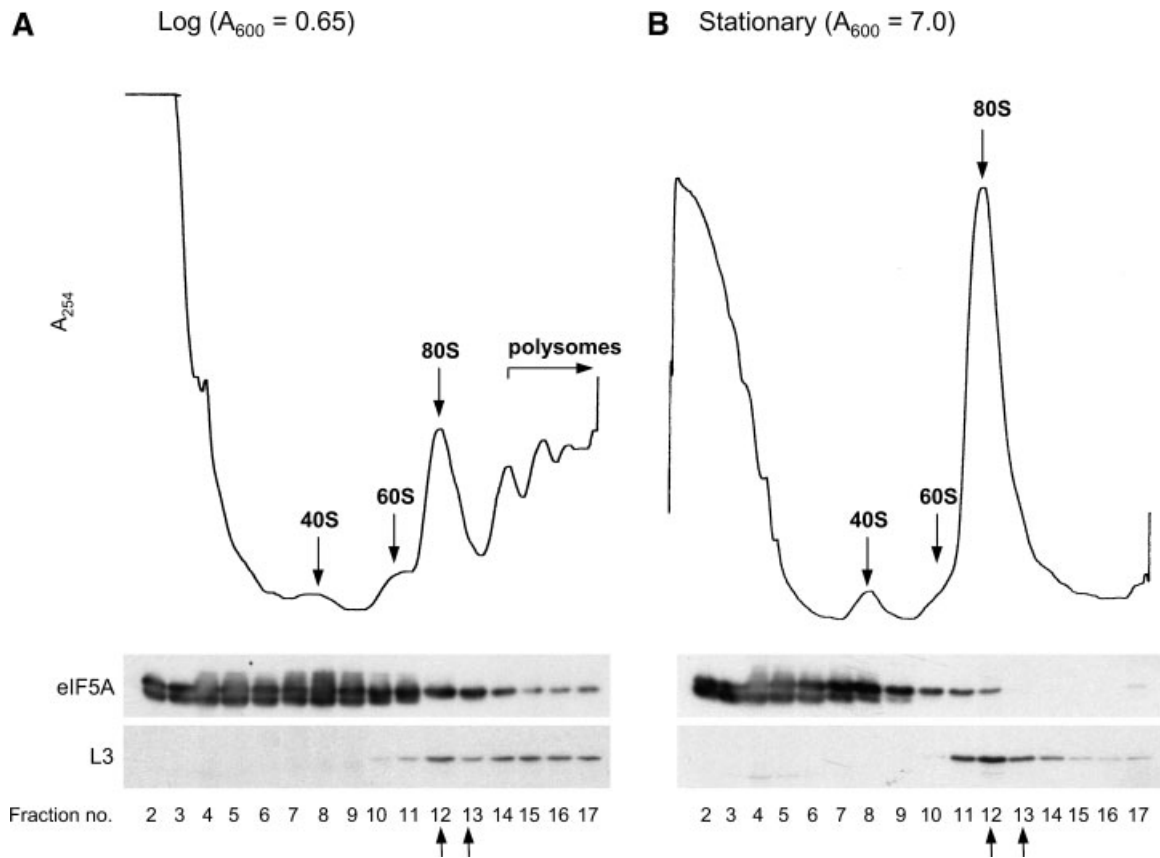 A Log (A600 = 0.65)
B Stationary (A600 = 7.0)
A254
40S
60S
80S
polysomes
40S
60S
80S
eIF5A
L3
Fraction no. 2 3 4 5 6 7 8 9 10 11 12 13 14 15 16 17
2 3 4 5 6 7 8 9 10 11 12 13 14 15 16 17